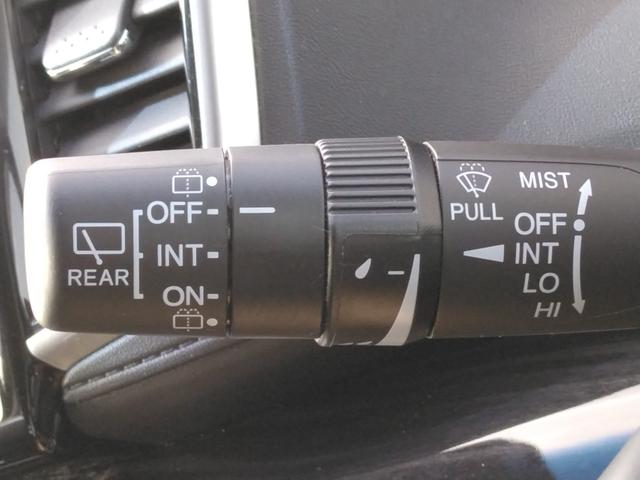 OFF
INT
ON
REAR
PULL
MIST
OFF
INT
LO
HI